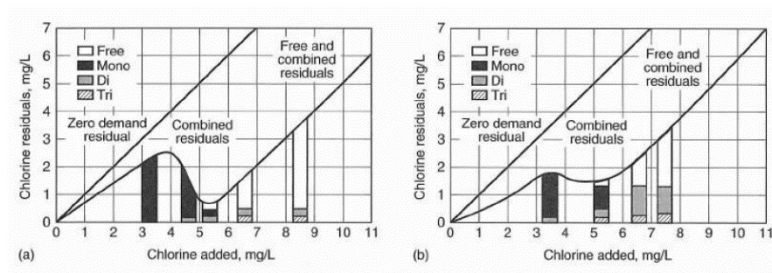 7
6
5
4
3
2
1
0
Chlorine residuals, mg/L
Free
Mono
Di
Tri
Zero demand
residual
Combined
residuals
Free and
combined
residuals
0 1 2 3 4 5 6 7 8 9 10 11
(a)
Chlorine added, mg/L
7
6
5
4
3
2
1
0
Chlorine residuals, mg/L
Free
Mono
Di
Tri
Zero demand
residual
Combined
residuals
Free and
combined
residuals
0 1 2 3 4 5 6 7 8 9 10 11
(b)
Chlorine added, mg/L